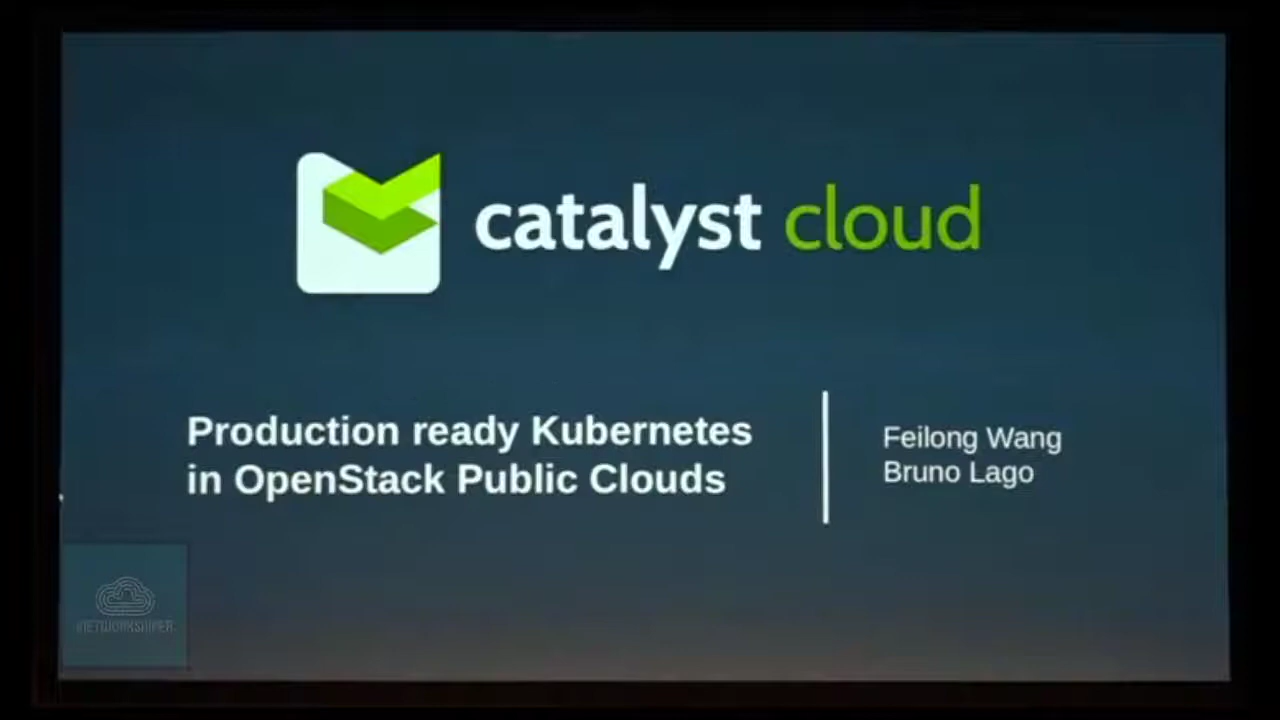 catalyst cloud
Production ready Kubernetes
in OpenStack Public Clouds
Feilong Wang
Bruno Lago